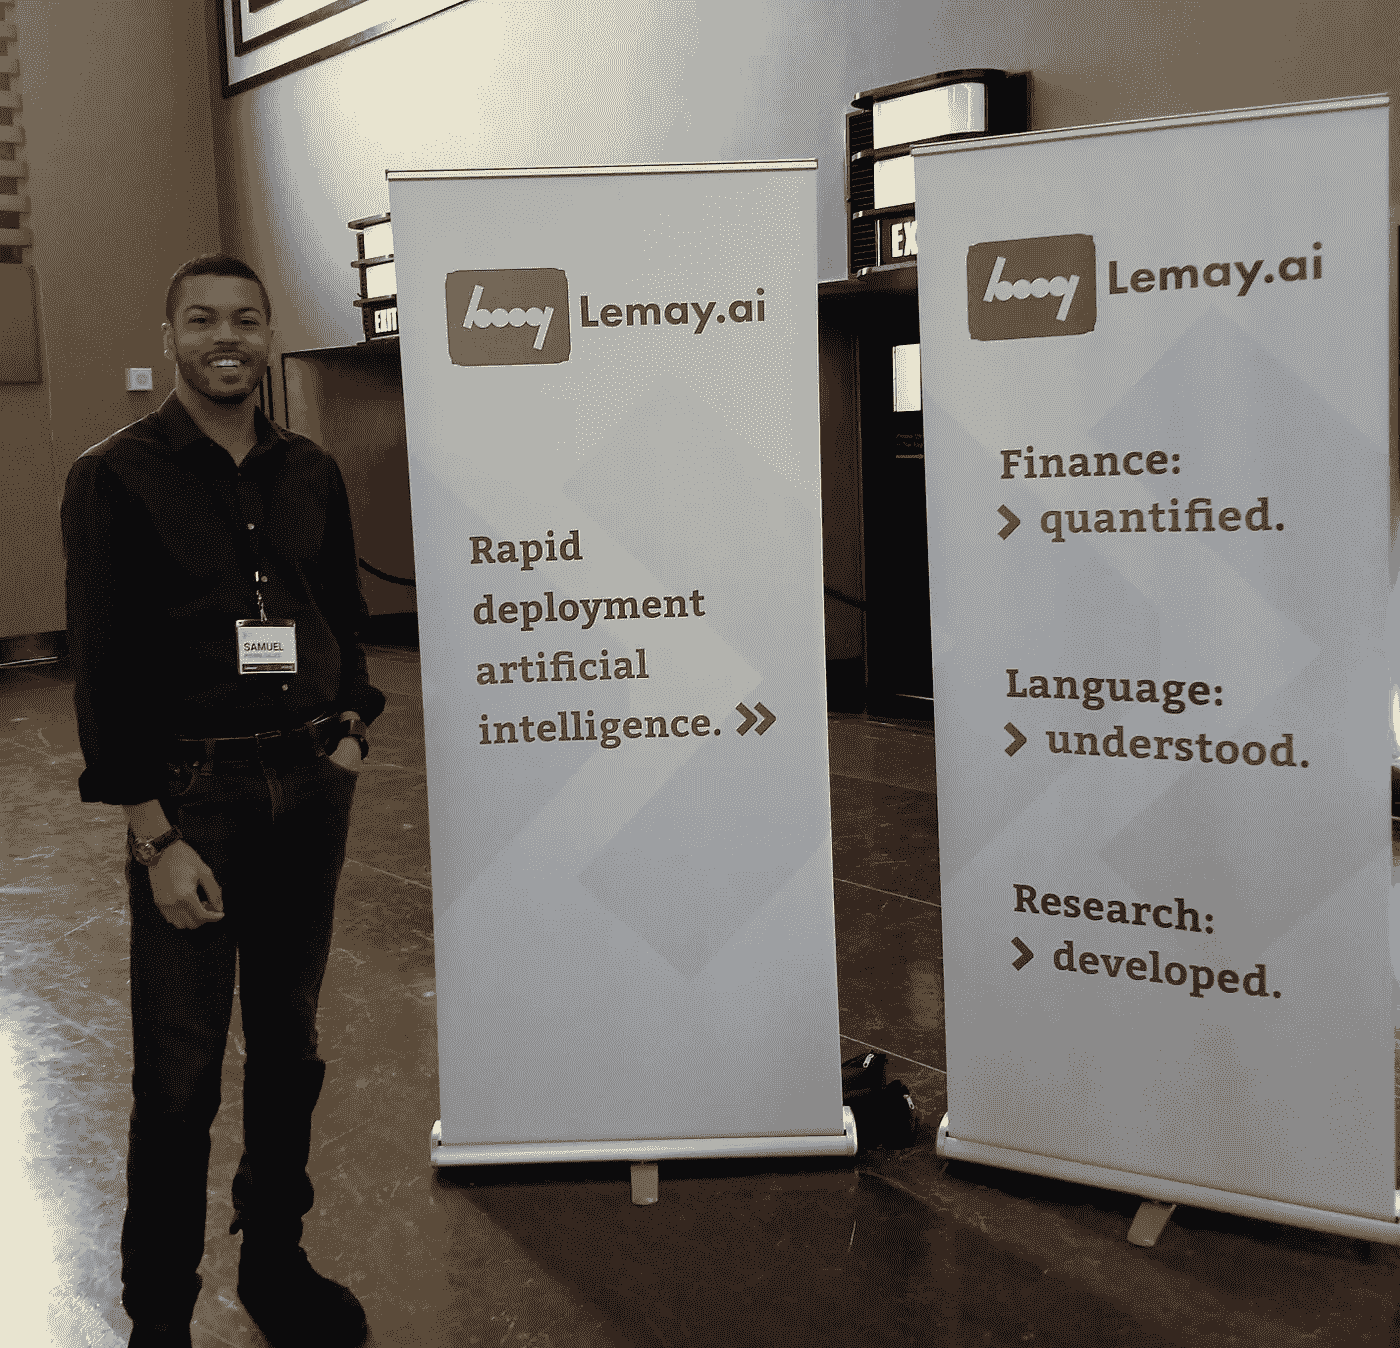 Lemay.ai
Rapid
deployment
artificial
intelligence.
Lemay.ai
Finance:
quantified.
Language:
understood.
Research:
developed.
SAMUEL
EXIT